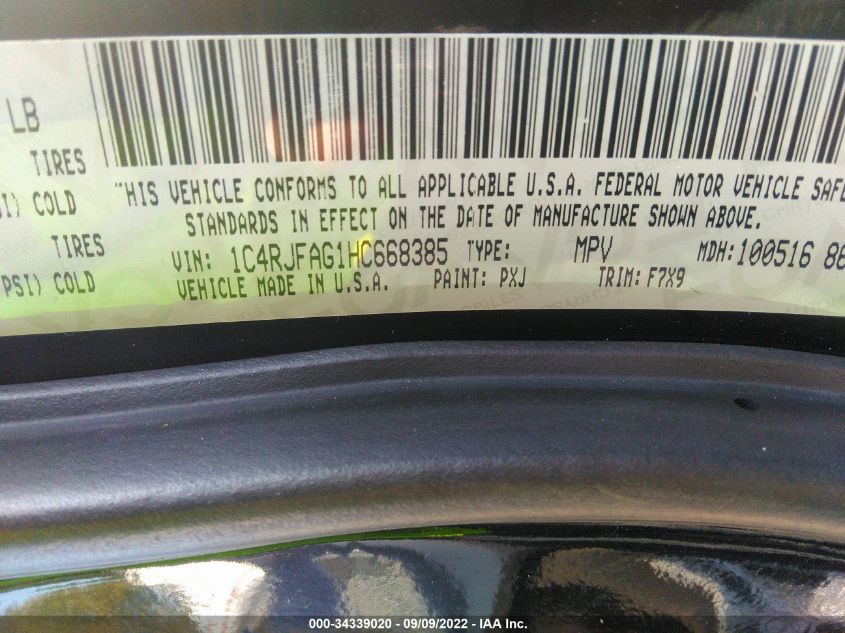 LB
TIRES
SI) COLD
TIRES
PSI) COLD
"HIS VEHICLE CONFORMS TO ALL APPLICABLE U.S.A. FEDERAL MOTOR VEHICLE SAFE
STANDARDS IN EFFECT ON THE DATE OF MANUFACTURE SHOWN ABOVE.
VIN: 1C4RJFAG1HC668385 TYPE: MPV MDH: 100516 86
VEHICLE MADE IN U.S.A. PAINT: PXJ TRIM: F7X9
000-34339020 - 09/09/2022 - IAA Inc.